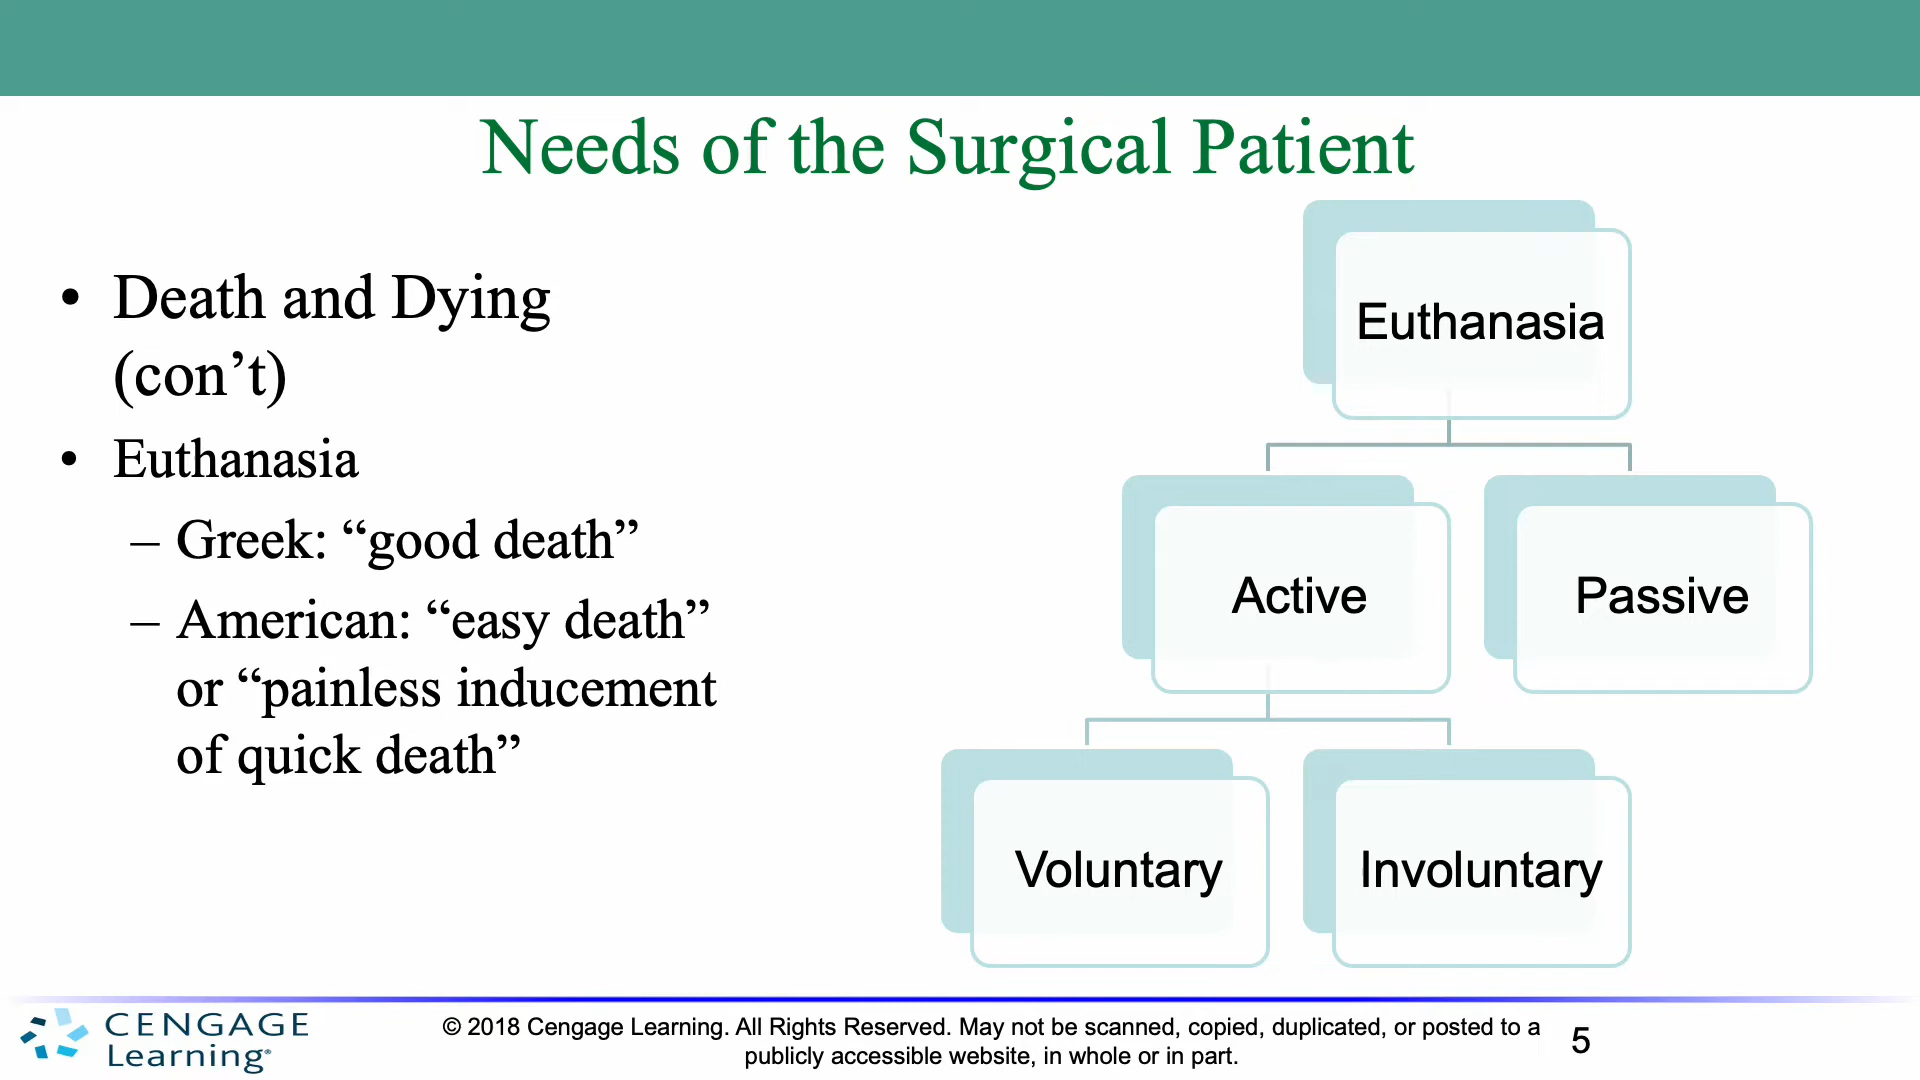 Needs of the Surgical Patient
• Death and Dying
(con’t)
• Euthanasia
– Greek: “good death”
– American: “easy death”
or “painless inducement
of quick death”
Euthanasia
Active
Passive
Voluntary
Involuntary
CENGAGE
Learning®
© 2018 Cengage Learning. All Rights Reserved. May not be scanned, copied, duplicated, or posted to a
publicly accessible website, in whole or in part.
5